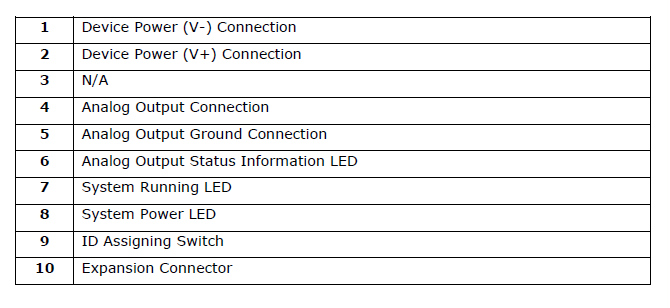 1 Device Power (V-) Connection
2 Device Power (V+) Connection
3 N/A
4 Analog Output Connection
5 Analog Output Ground Connection
6 Analog Output Status Information LED
7 System Running LED
8 System Power LED
9 ID Assigning Switch
10 Expansion Connector